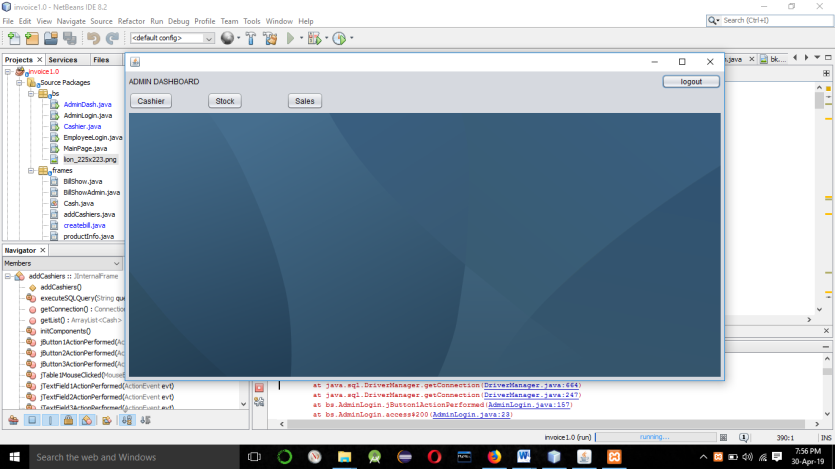 invoice1.0 - NetBeans IDE 8.2
File Edit View Navigate Source Refactor Run Debug Profile Team Tools Window Help
Search (Ctrl+I)
<default config>
Projects Services Files
.java bk....
invoice1.0
Source Packages
bs
AdminDash.java
AdminLogin.java
Cashier.java
EmployeeLogin.java
MainPage.java
lion_225x223.png
frames
BillShow.java
BillShowAdmin.java
Cash.java
addCashiers.java
createbill.java
productInfo.java
ADMIN DASHBOARD
logout
Cashier Stock Sales
Navigator
Members
addCashiers :: JInternalFrame
addCashiers()
executeSQLQuery(String
getConnection() : Connection
getList() : ArrayList<Cash>
initComponents()
jButton1ActionPerformed(Ac
jButton2ActionPerformed(Ac
jButton3ActionPerformed(Ac
jTable1MouseClicked(Mouse
jTextField1ActionPerformed(ActionEvent evt)
jTextField2ActionPerformed(ActionEvent evt)
jTextField3ActionPerformed(ActionEvent evt)
at java.sql.DriverManager.getConnection(DriverManager.java:664)
at java.sql.DriverManager.getConnection(DriverManager.java:247)
at bs.AdminLogin.jButton1ActionPerformed(AdminLogin.java:157)
at bs.AdminLogin.access$200(AdminLogin.java:23)
invoice1.0 (run) running... 390:1 INS
Search the web and Windows
7:56 PM
30-Apr-19